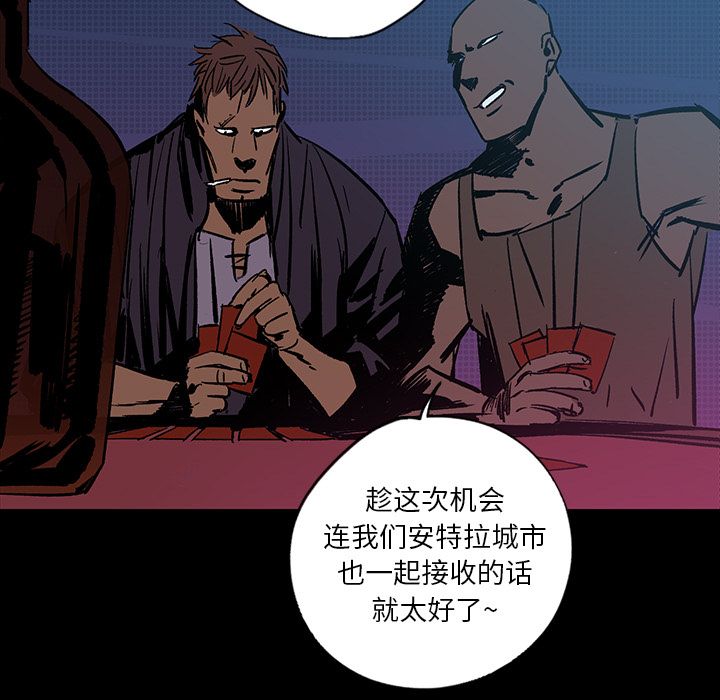 趁这次机会
连我们安特拉城市
也一起接收的话
就太好了~